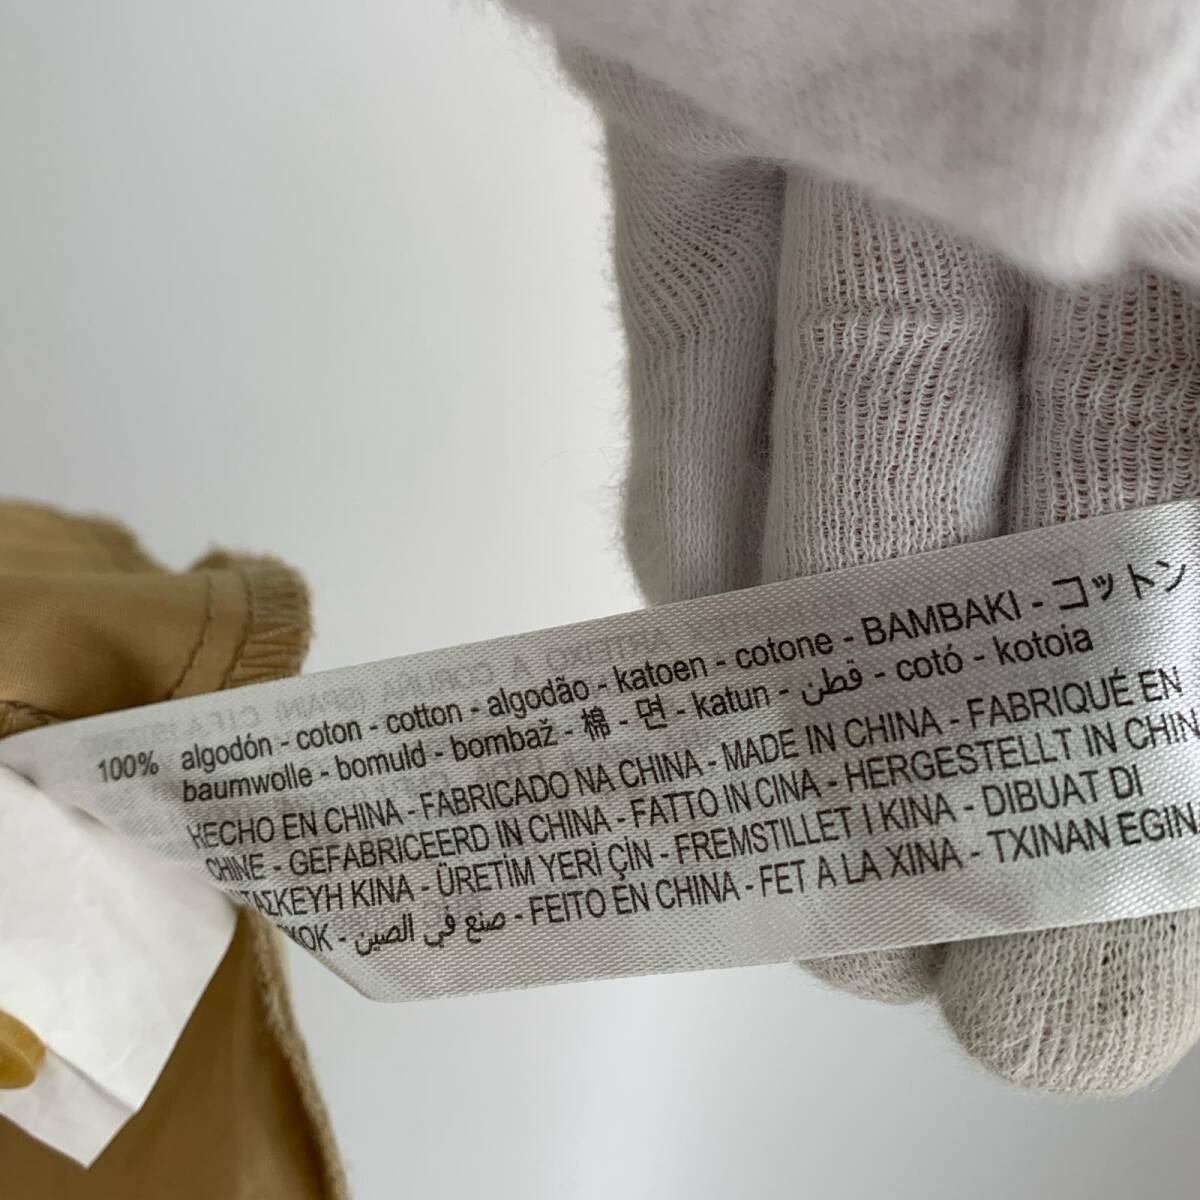 100% algodón - coton - cotton - algodão - katoen - cotone - BAMBAKI - コットン
baumwolle - bomuld - bombaž - 棉 - 면 - katun - قطن - cotó - kotoia
HECHO EN CHINA - FABRICADO NA CHINA - MADE IN CHINA - FABRIQUÉ EN
CHINE - GEFABRICEERD IN CHINA - FATTO IN CINA - HERGESTELLT IN CHIN
ΤΑΣΚΕΥΗ ΚΙΝΑ - ÜRETİM YERİ ÇİN - FREMSTILLET I KINA - DIBUAT DI
- صنع في الصين - FEITO EN CHINA - FET A LA XINA - TXINAN EGIN